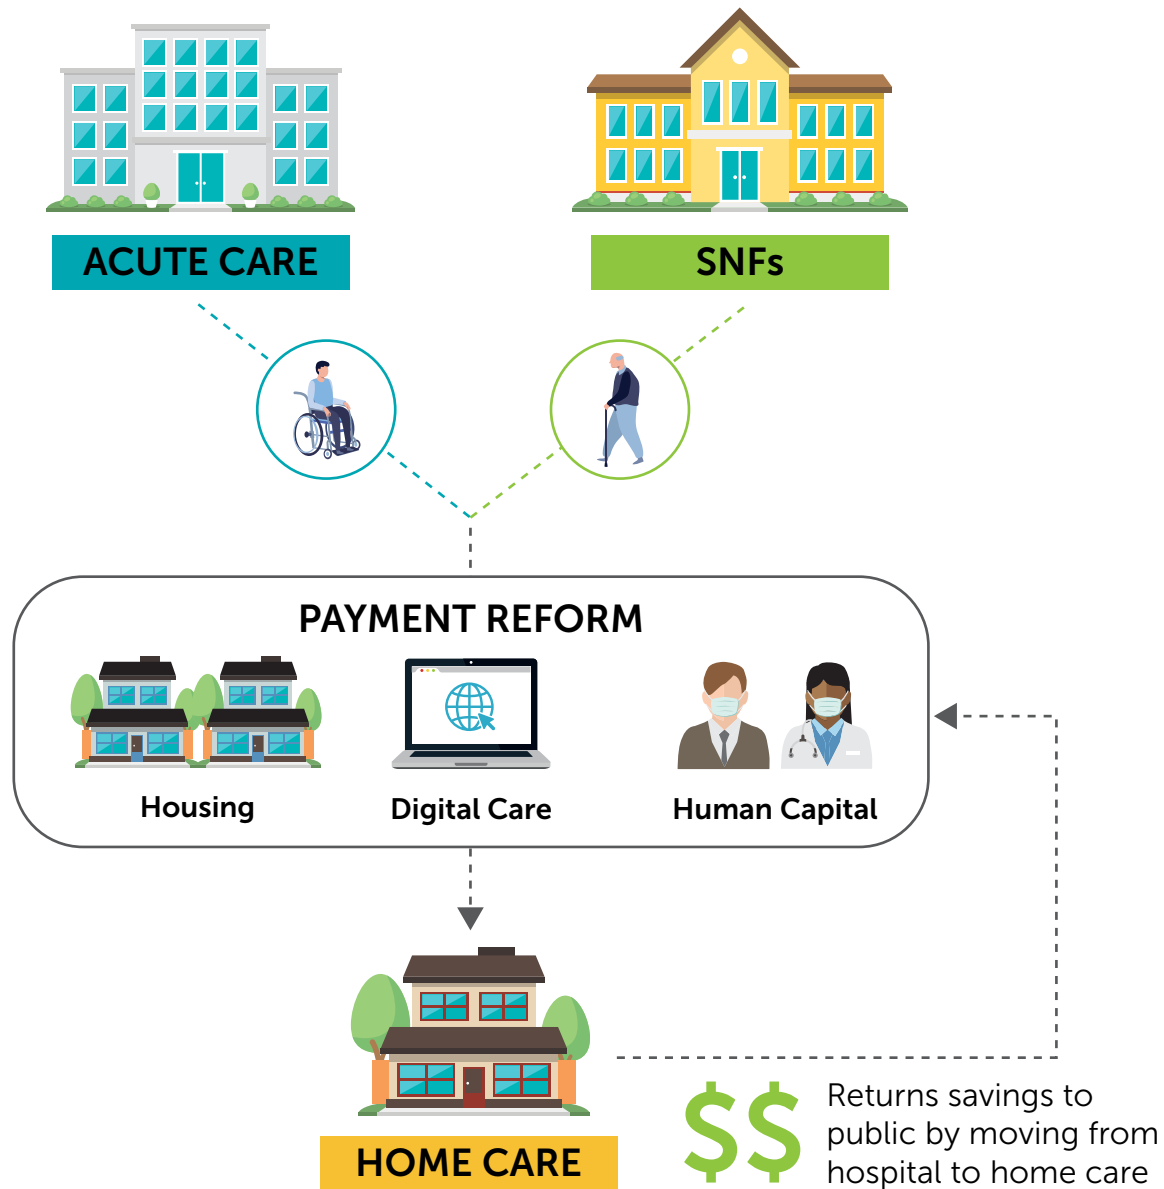 ACUTE CARE
SNFs
PAYMENT REFORM
Housing
Digital Care
Human Capital
HOME CARE
$$
Returns savings to
public by moving from
hospital to home care